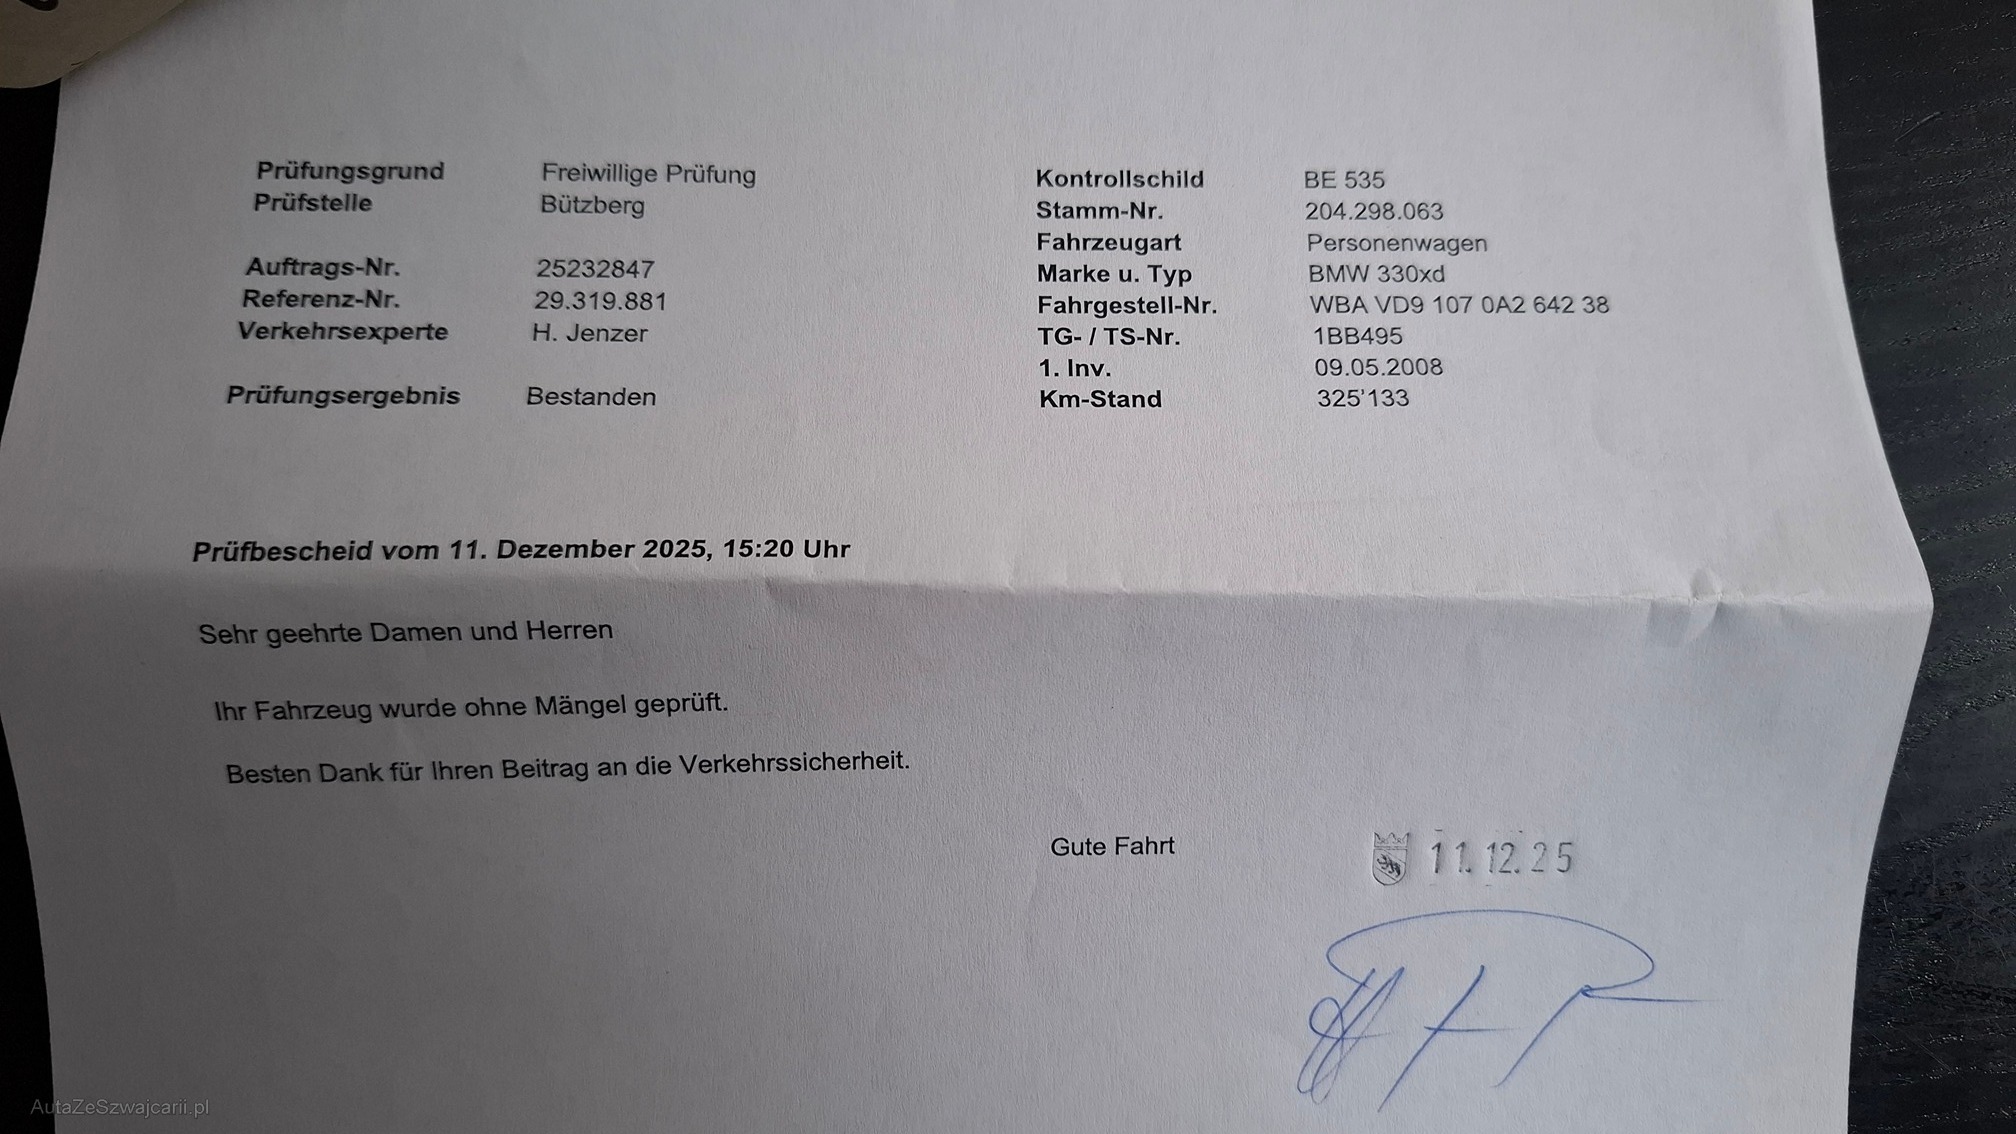 Prüfungsgrund Freiwillige Prüfung
Prüfstelle Bützberg
Auftrags-Nr. 25232847
Referenz-Nr. 29.319.881
Verkehrsexperte H. Jenzer
Prüfungsergebnis Bestanden
Kontrollschild BE 535
Stamm-Nr. 204.298.063
Fahrzeugart Personenwagen
Marke u. Typ BMW 330xd
Fahrgestell-Nr. WBA VD9 107 0A2 642 38
TG- / TS-Nr. 1BB495
1. Inv. 09.05.2008
Km-Stand 325'133
Prüfbescheid vom 11. Dezember 2025, 15:20 Uhr
Sehr geehrte Damen und Herren
Ihr Fahrzeug wurde ohne Mängel geprüft.
Besten Dank für Ihren Beitrag an die Verkehrssicherheit.
Gute Fahrt
11.12.25
AutaZeSzwajcarii.pl